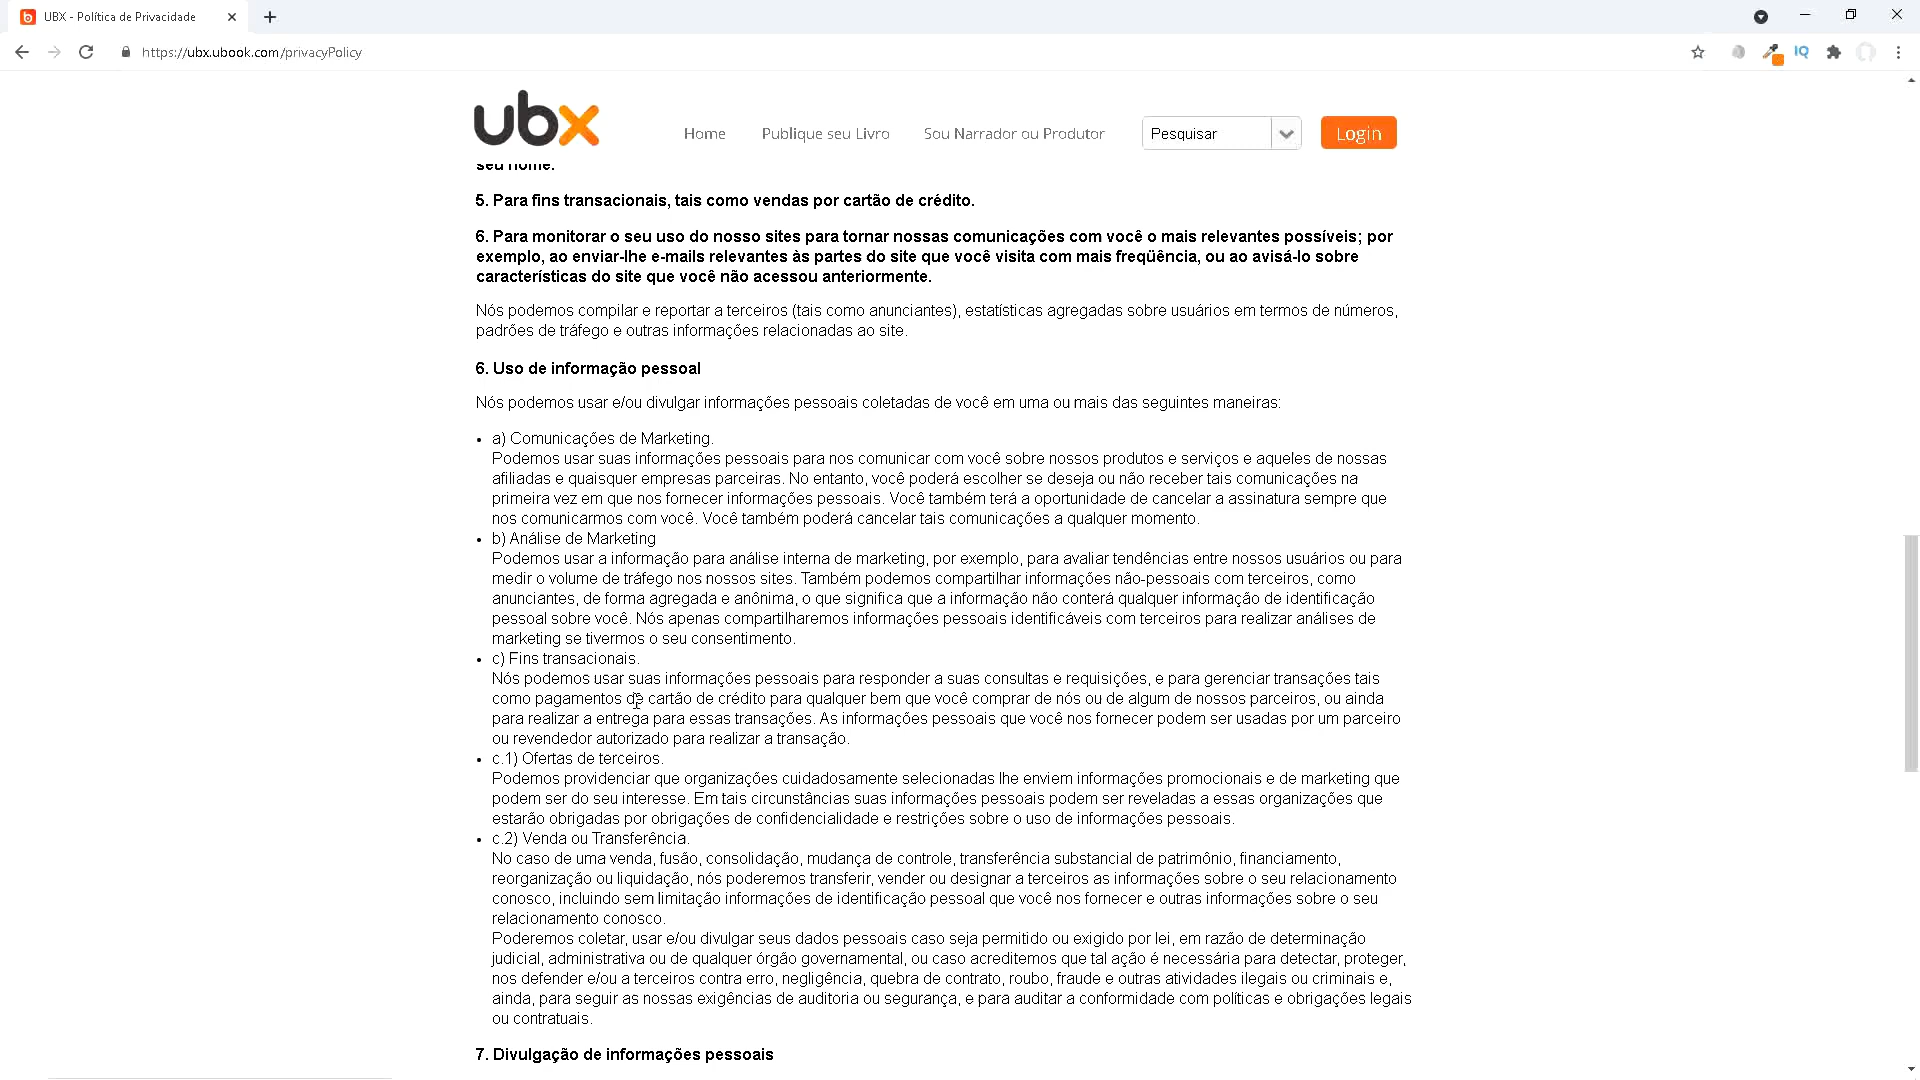 UBX - Política de Privacidade
https://ubx.ubook.com/privacyPolicy
IQ
ubx
Home
Publique seu Livro
Sou Narrador ou Produtor
Pesquisar
Login
seu nome.
5. Para fins transacionais, tais como vendas por cartão de crédito.
6. Para monitorar o seu uso do nosso sites para tornar nossas comunicações com você o mais relevantes possíveis; por
exemplo, ao enviar-lhe e-mails relevantes às partes do site que você visita com mais freqüência, ou ao avisá-lo sobre
características do site que você não acessou anteriormente.
Nós podemos compilar e reportar a terceiros (tais como anunciantes), estatísticas agregadas sobre usuários em termos de números,
padrões de tráfego e outras informações relacionadas ao site.
6. Uso de informação pessoal
Nós podemos usar e/ou divulgar informações pessoais coletadas de você em uma ou mais das seguintes maneiras:
• a) Comunicações de Marketing.
Podemos usar suas informações pessoais para nos comunicar com você sobre nossos produtos e serviços e aqueles de nossas
afiliadas e quaisquer empresas parceiras. No entanto, você poderá escolher se deseja ou não receber tais comunicações na
primeira vez em que nos fornecer informações pessoais. Você também terá a oportunidade de cancelar a assinatura sempre que
nos comunicarmos com você. Você também poderá cancelar tais comunicações a qualquer momento.
• b) Análise de Marketing
Podemos usar a informação para análise interna de marketing, por exemplo, para avaliar tendências entre nossos usuários ou para
medir o volume de tráfego nos nossos sites. Também podemos compartilhar informações não-pessoais com terceiros, como
anunciantes, de forma agregada e anônima, o que significa que a informação não conterá qualquer informação de identificação
pessoal sobre você. Nós apenas compartilharemos informações pessoais identificáveis com terceiros para realizar análises de
marketing se tivermos o seu consentimento.
• c) Fins transacionais.
Nós podemos usar suas informações pessoais para responder a suas consultas e requisições, e para gerenciar transações tais
como pagamentos de cartão de crédito para qualquer bem que você comprar de nós ou de algum de nossos parceiros, ou ainda
para realizar a entrega para essas transações. As informações pessoais que você nos fornecer podem ser usadas por um parceiro
ou revendedor autorizado para realizar a transação.
• c.1) Ofertas de terceiros.
Podemos providenciar que organizações cuidadosamente selecionadas lhe enviem informações promocionais e de marketing que
podem ser do seu interesse. Em tais circunstâncias suas informações pessoais podem ser reveladas a essas organizações que
estarão obrigadas por obrigações de confidencialidade e restrições sobre o uso de informações pessoais.
• c.2) Venda ou Transferência.
No caso de uma venda, fusão, consolidação, mudança de controle, transferência substancial de patrimônio, financiamento,
reorganização ou liquidação, nós poderemos transferir, vender ou designar a terceiros as informações sobre o seu relacionamento
conosco, incluindo sem limitação informações de identificação pessoal que você nos fornecer e outras informações sobre o seu
relacionamento conosco.
Poderemos coletar, usar e/ou divulgar seus dados pessoais caso seja permitido ou exigido por lei, em razão de determinação
judicial, administrativa ou de qualquer órgão governamental, ou caso acreditemos que tal ação é necessária para detectar, proteger,
nos defender e/ou a terceiros contra erro, negligência, quebra de contrato, roubo, fraude e outras atividades ilegais ou criminais e,
ainda, para seguir as nossas exigências de auditoria ou segurança, e para auditar a conformidade com políticas e obrigações legais
ou contratuais.
7. Divulgação de informações pessoais